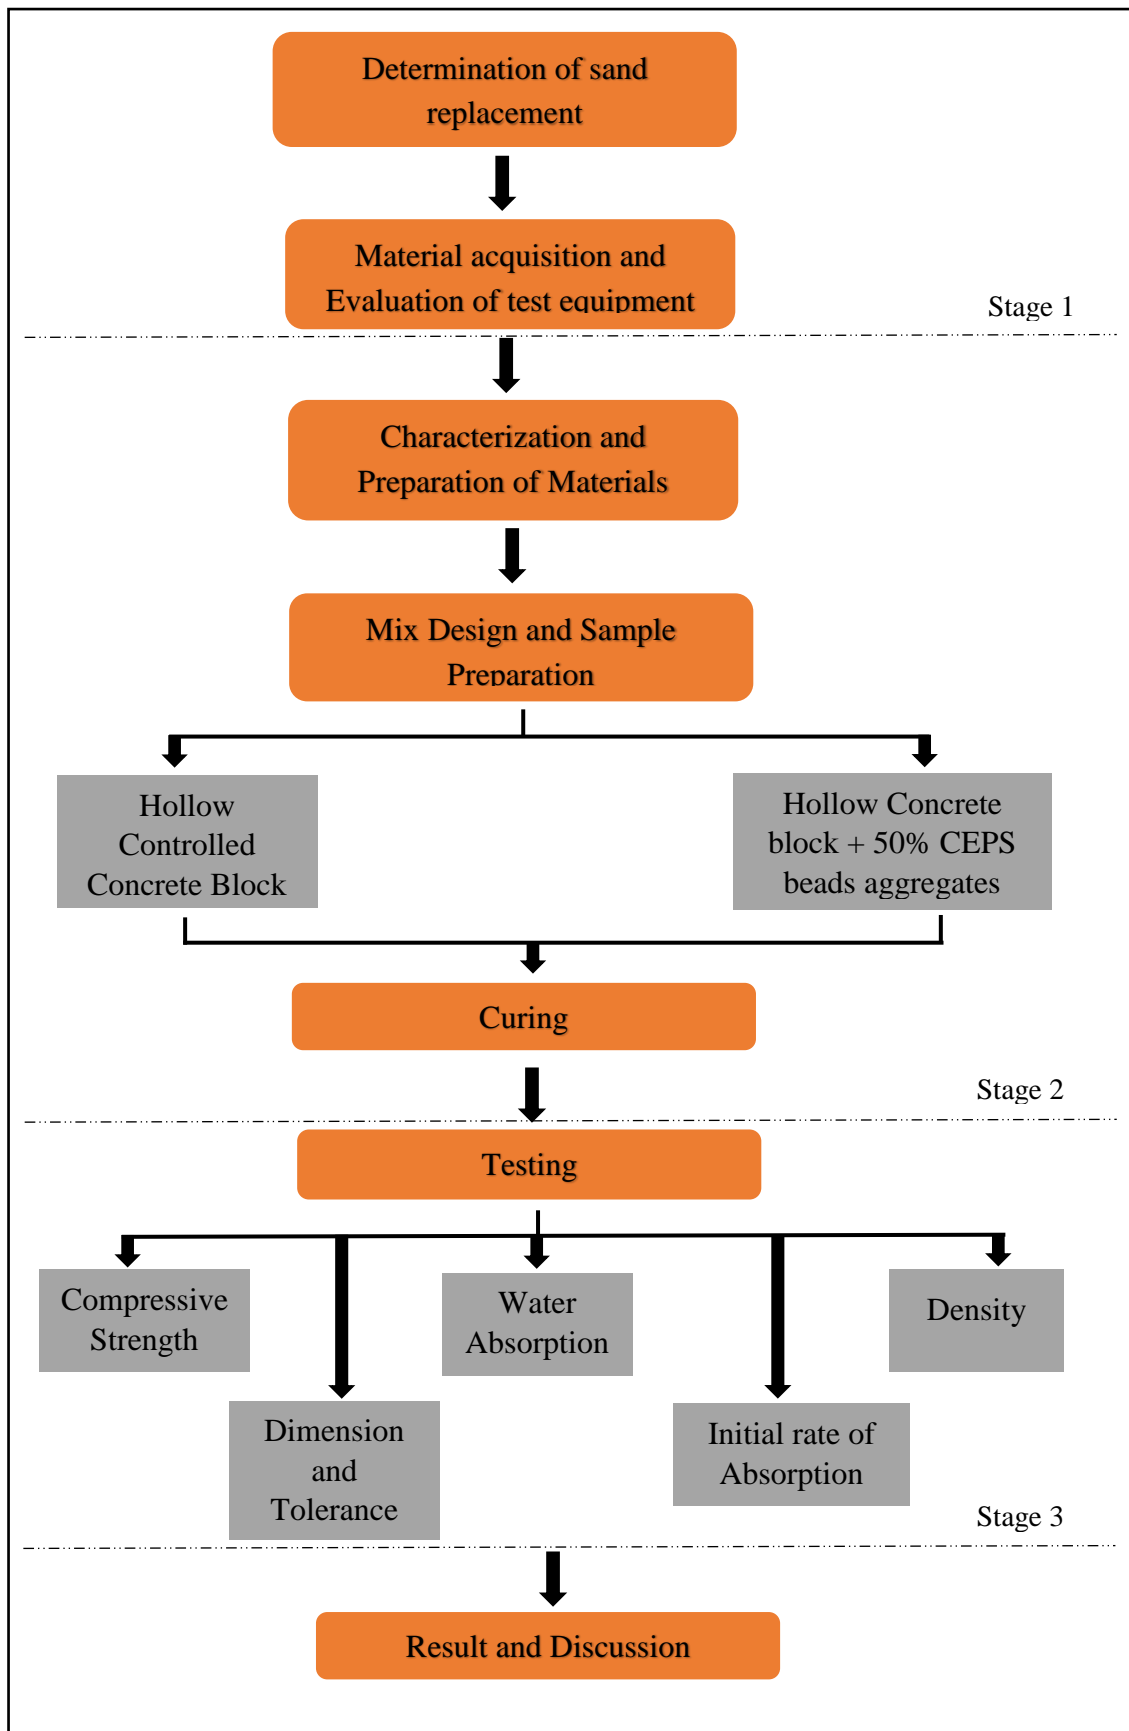 Determination of sand
replacement
Material acquisition and
Evaluation of test equipment
Stage 1
Characterization and
Preparation of Materials
Mix Design and Sample
Preparation
Hollow
Controlled
Concrete Block
Hollow Concrete
block + 50% CEPS
beads aggregates
Curing
Stage 2
Testing
Compressive
Strength
Water
Absorption
Density
Dimension
and
Tolerance
Initial rate of
Absorption
Stage 3
Result and Discussion